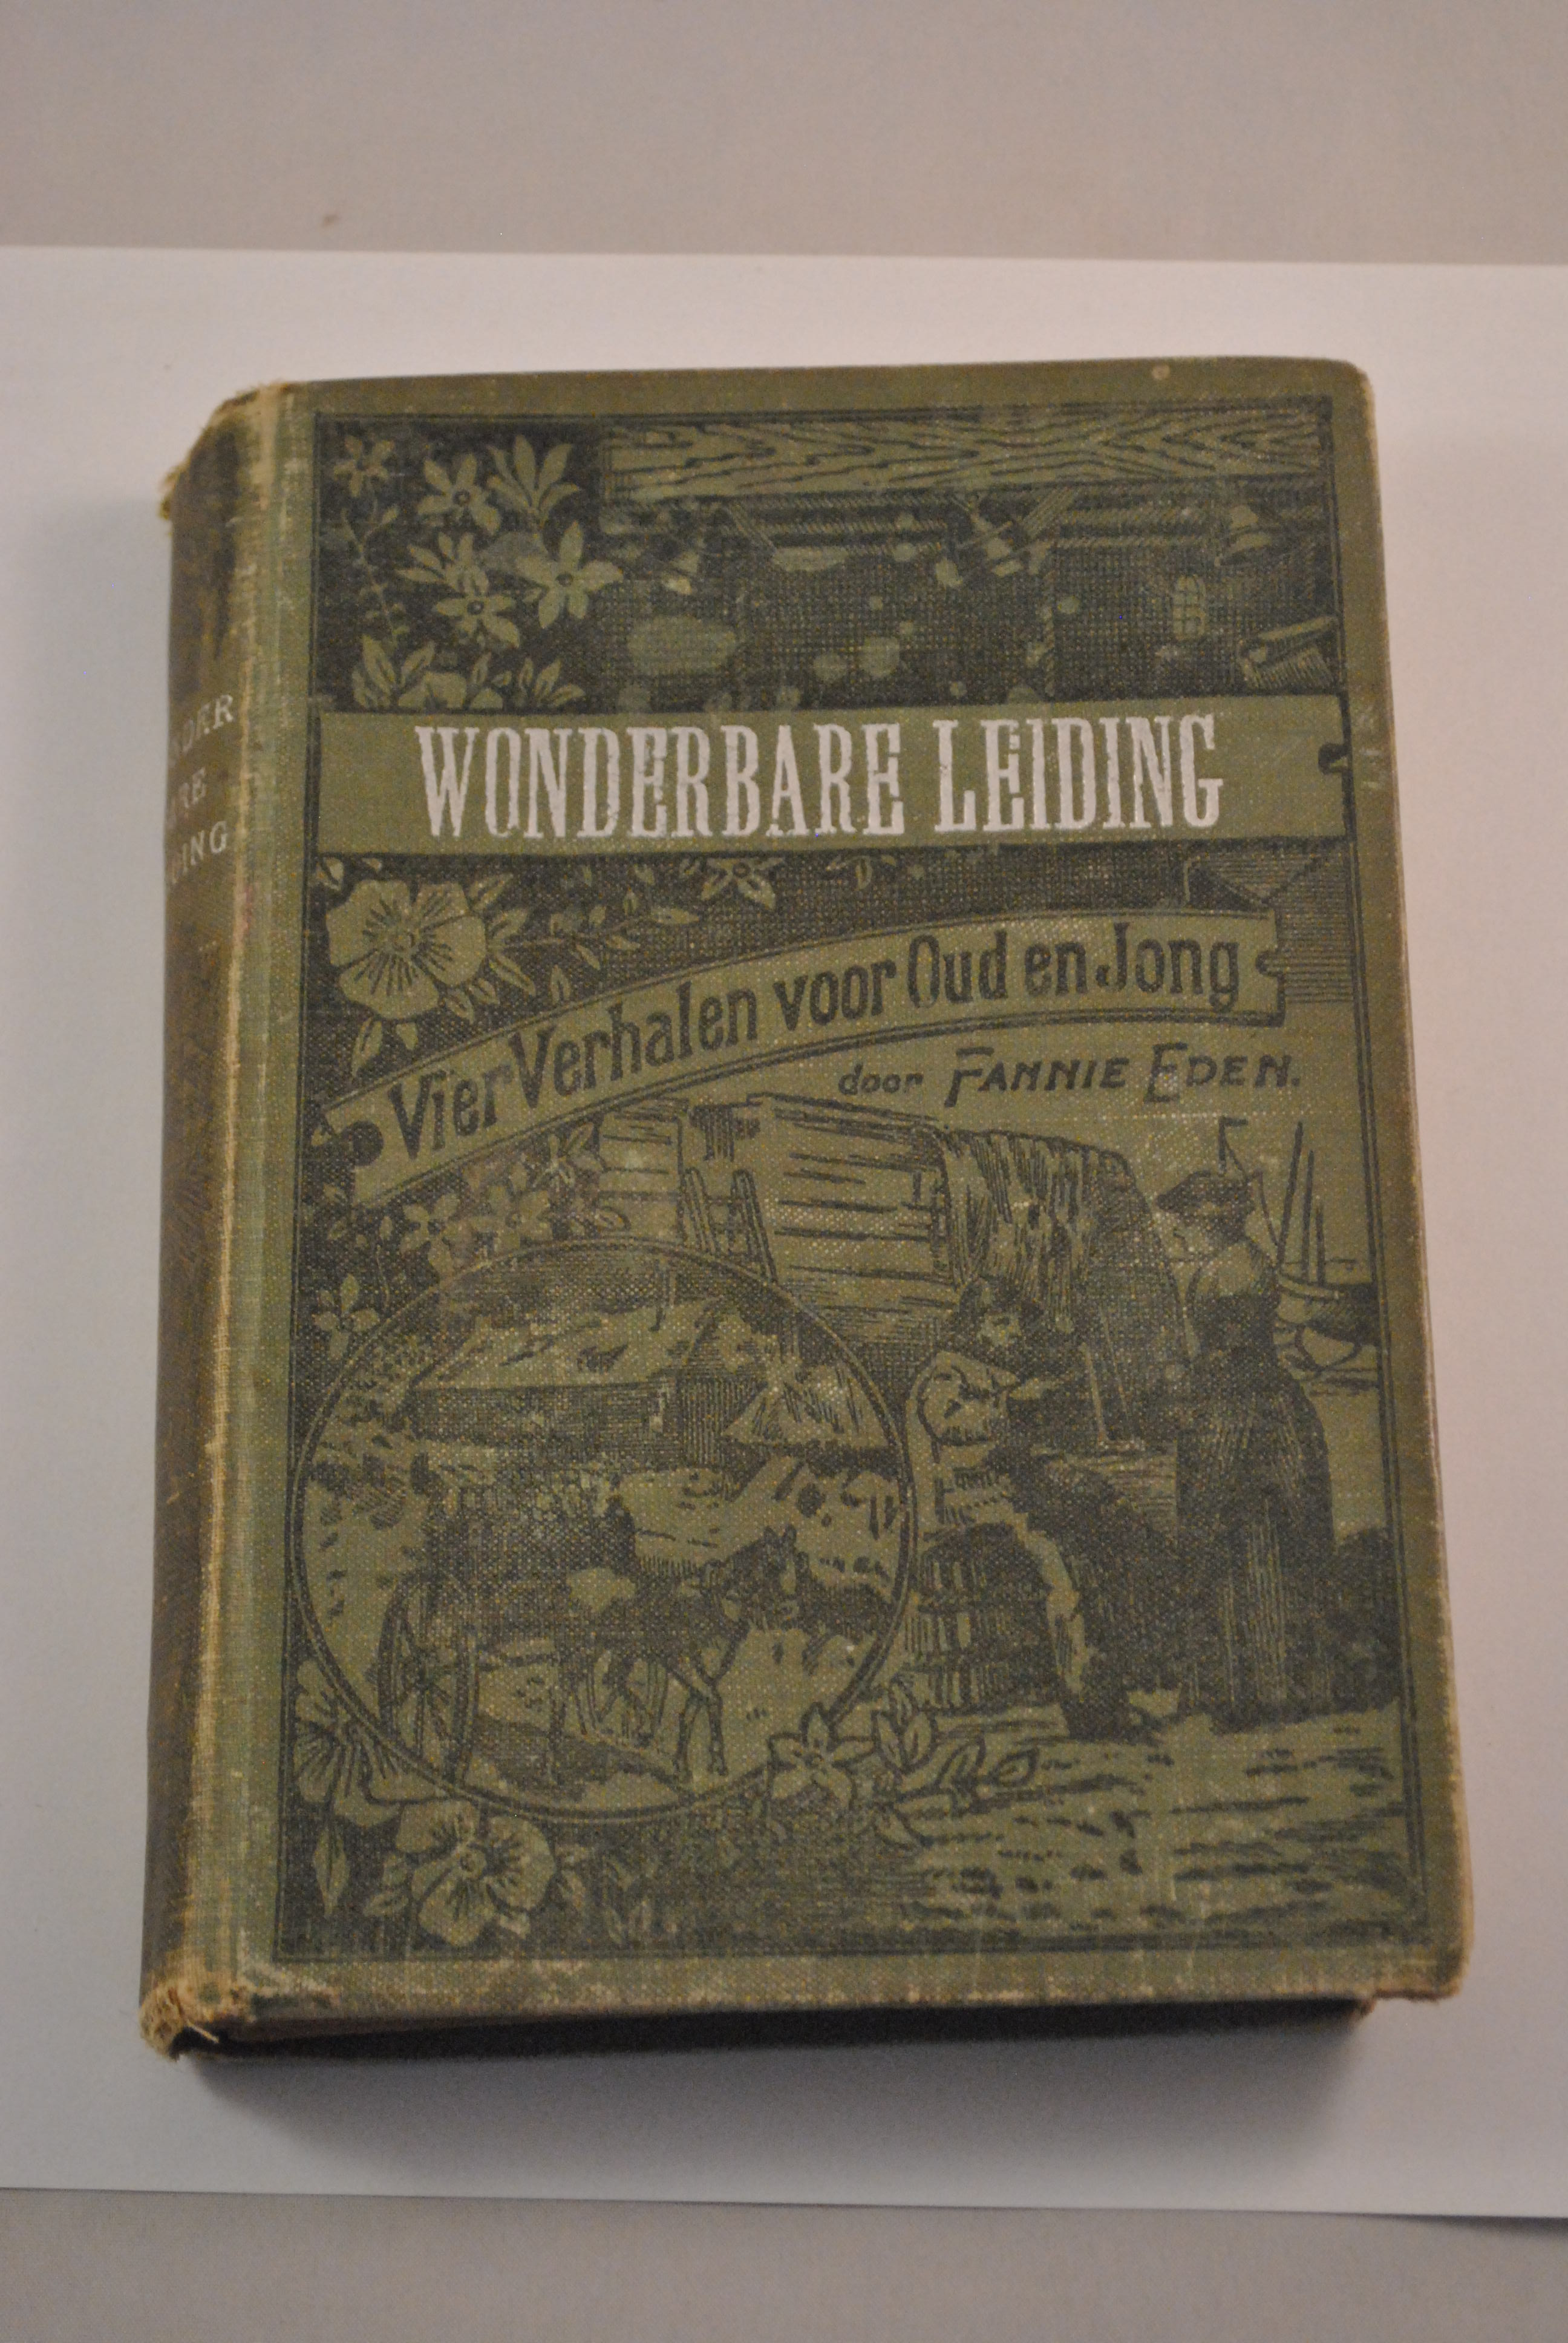 WONDERBARE LEIDING
Vier Verhalen voor Oud en Jong
door FANNIE EDEN.